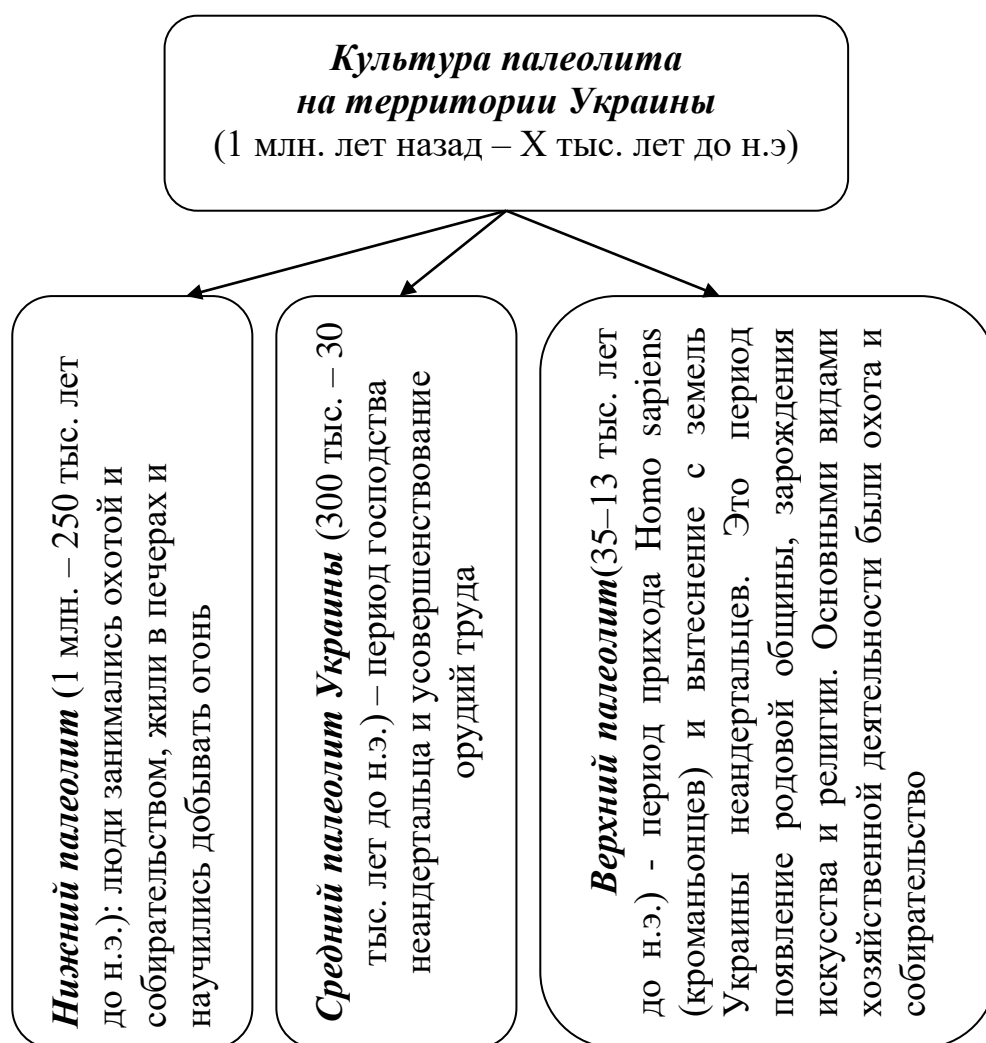 Культура палеолита
на территории Украины
(1 млн. лет назад – X тыс. лет до н.э)
Нижний палеолит (1 млн. – 250 тыс. лет
до н.э.): люди занимались охотой и
собирательством, жили в печерах и
научились добывать огонь
Средний палеолит Украины (300 тыс. – 30
тыс. лет до н.э.) – период господства
неандертальца и усовершенствование
орудий труда
Верхний палеолит(35–13 тыс. лет
до н.э.) - период прихода Homo sapiens
(кроманьонцев) и вытеснение с земель
Украины неандертальцев. Это период
появление родовой общины, зарождения
искусства и религии. Основными видами
хозяйственной деятельности были охота и
собирательство